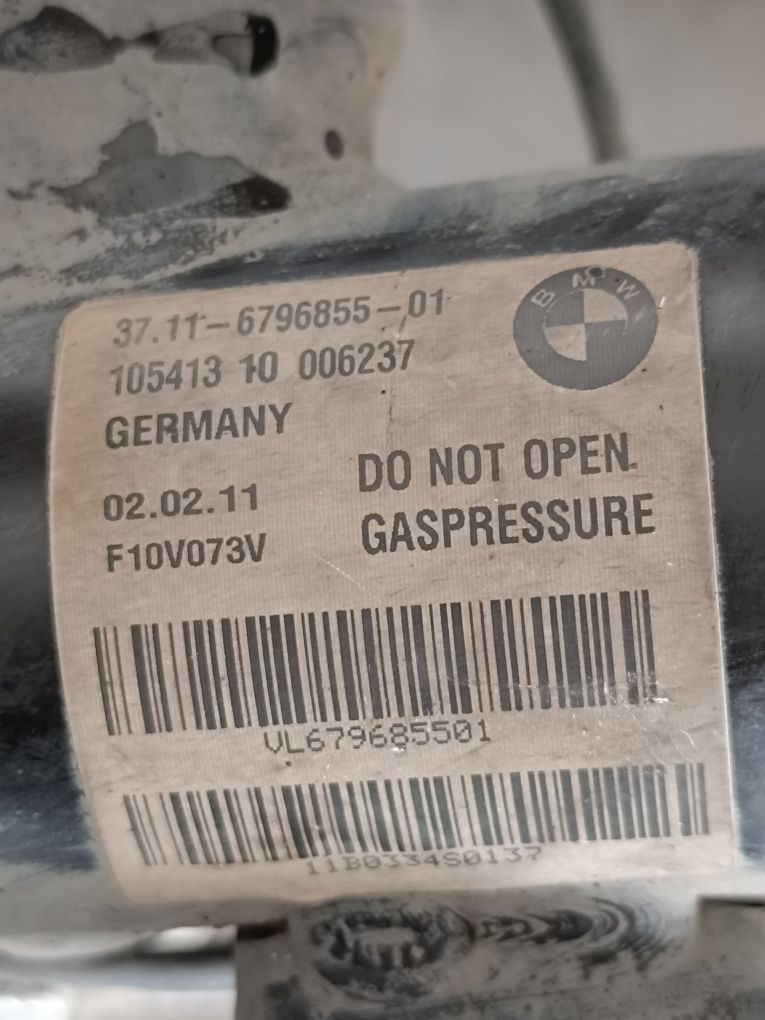 37.11-6796855-01
105413 10 006237
GERMANY
02.02.11
F10V073V
BMW
DO NOT OPEN.
GASPRESSURE
VL679685501
11B0334S0137